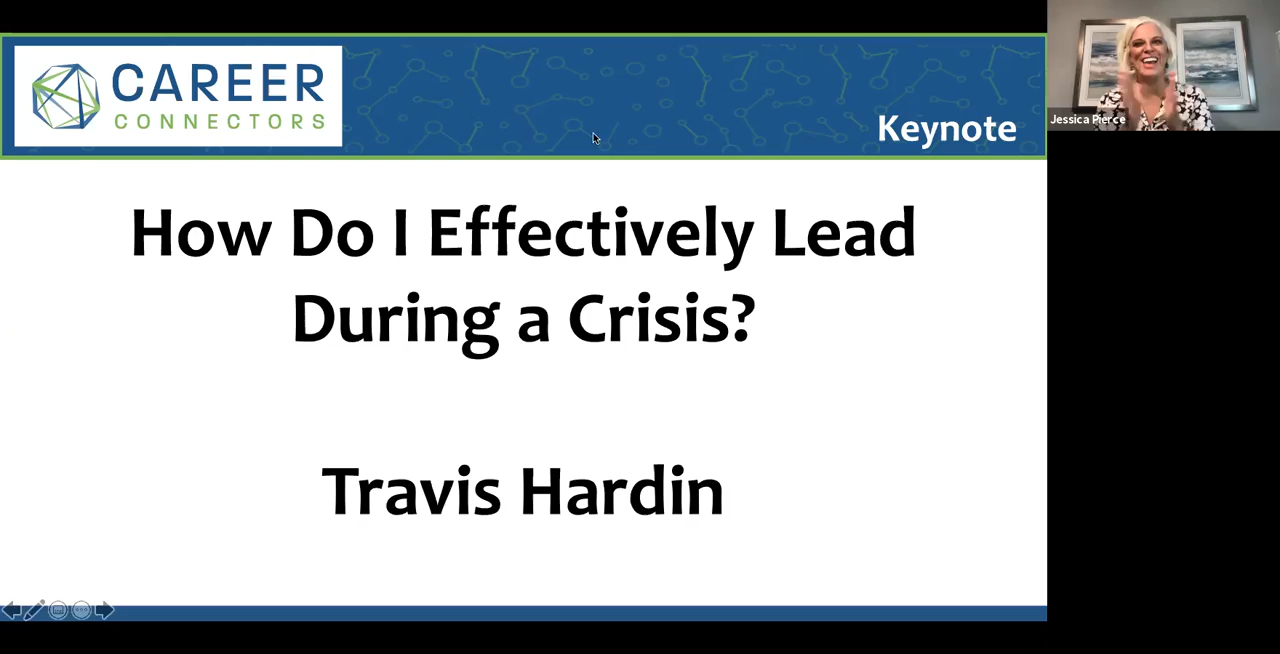 CAREER
CONNECTORS
Keynote
Jessica Pierce
How Do I Effectively Lead
During a Crisis?
Travis Hardin